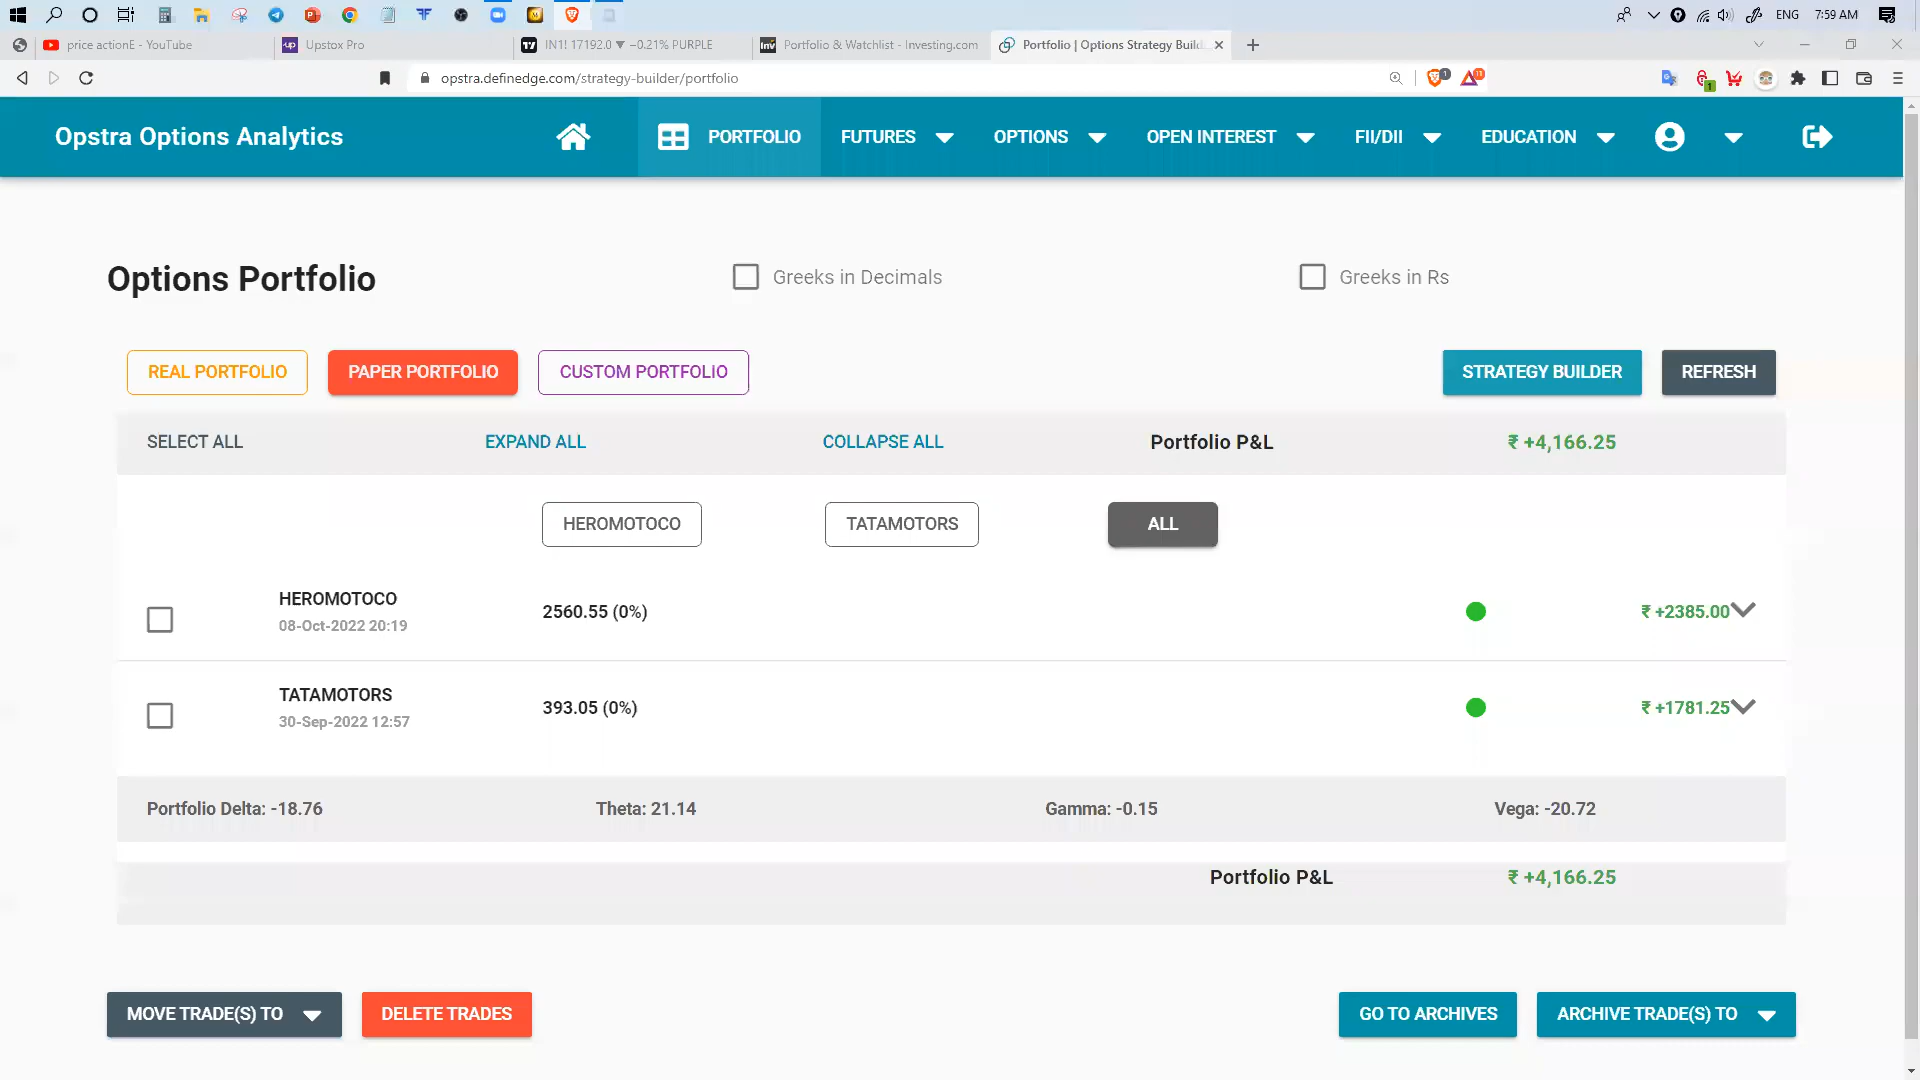 ENG
7:59 AM
price actionE - YouTube
Upstox Pro
IN1! 17192.0 ▼ −0.21% PURPLE
Portfolio & Watchlist - Investing.com
Portfolio | Options Strategy Build
opstra.definedge.com/strategy-builder/portfolio
Opstra Options Analytics
PORTFOLIO
FUTURES
OPTIONS
OPEN INTEREST
FII/DII
EDUCATION
Options Portfolio
Greeks in Decimals
Greeks in Rs
REAL PORTFOLIO
PAPER PORTFOLIO
CUSTOM PORTFOLIO
STRATEGY BUILDER
REFRESH
SELECT ALL
EXPAND ALL
COLLAPSE ALL
Portfolio P&L
₹ +4,166.25
HEROMOTOCO
TATAMOTORS
ALL
HEROMOTOCO
08-Oct-2022 20:19
2560.55 (0%)
₹ +2385.00
TATAMOTORS
30-Sep-2022 12:57
393.05 (0%)
₹ +1781.25
Portfolio Delta: -18.76
Theta: 21.14
Gamma: -0.15
Vega: -20.72
Portfolio P&L
₹ +4,166.25
MOVE TRADE(S) TO
DELETE TRADES
GO TO ARCHIVES
ARCHIVE TRADE(S) TO